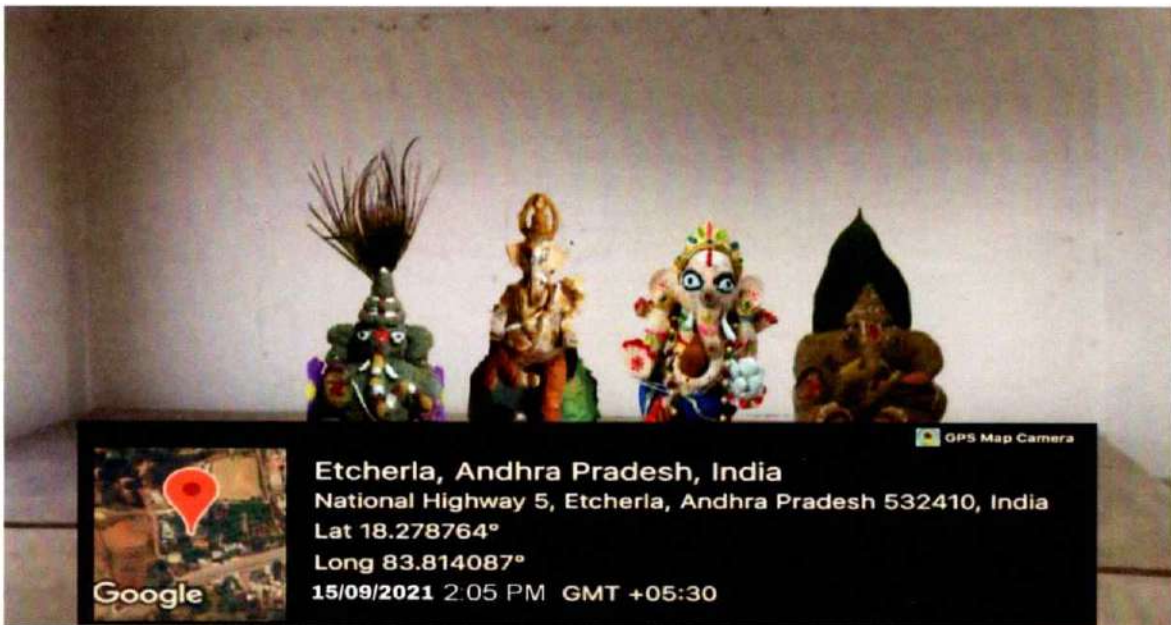 GPS Map Camera
Etcherla, Andhra Pradesh, India
National Highway 5, Etcherla, Andhra Pradesh 532410, India
Lat 18.278764°
Long 83.814087°
15/09/2021 2:05 PM GMT +05:30
Google